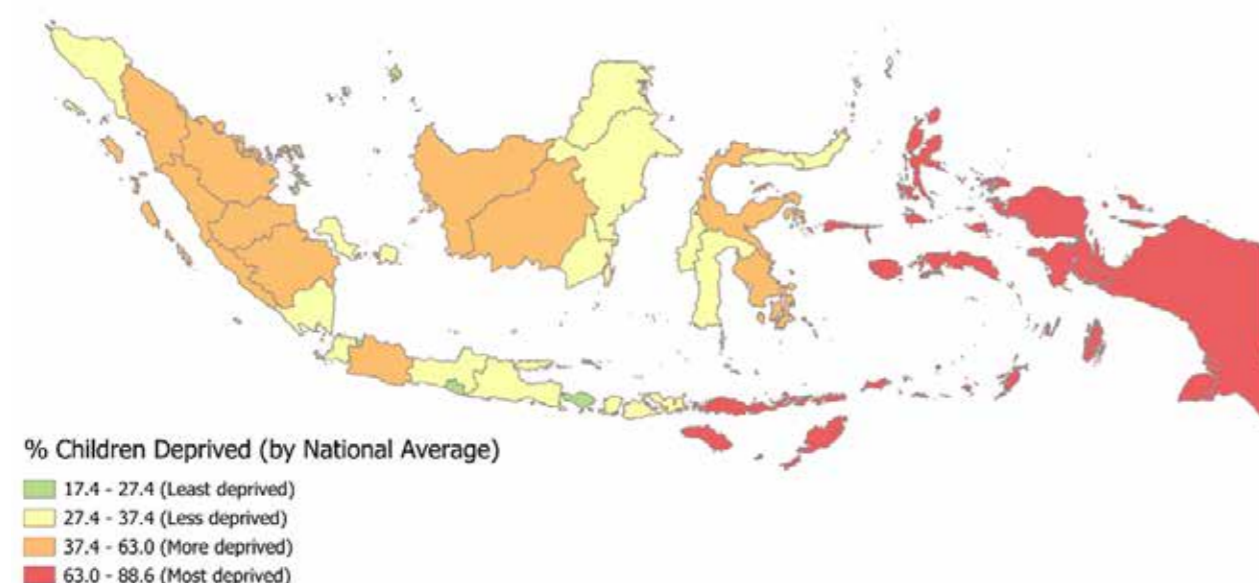 % Children Deprived (by National Average)
17.4 - 27.4 (Least deprived)
27.4 - 37.4 (Less deprived)
37.4 - 63.0 (More deprived)
63.0 - 88.6 (Most deprived)